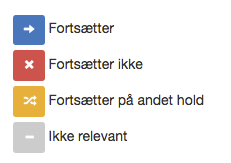 Fortsætter
Fortsætter ikke
Fortsætter på andet hold
Ikke relevant